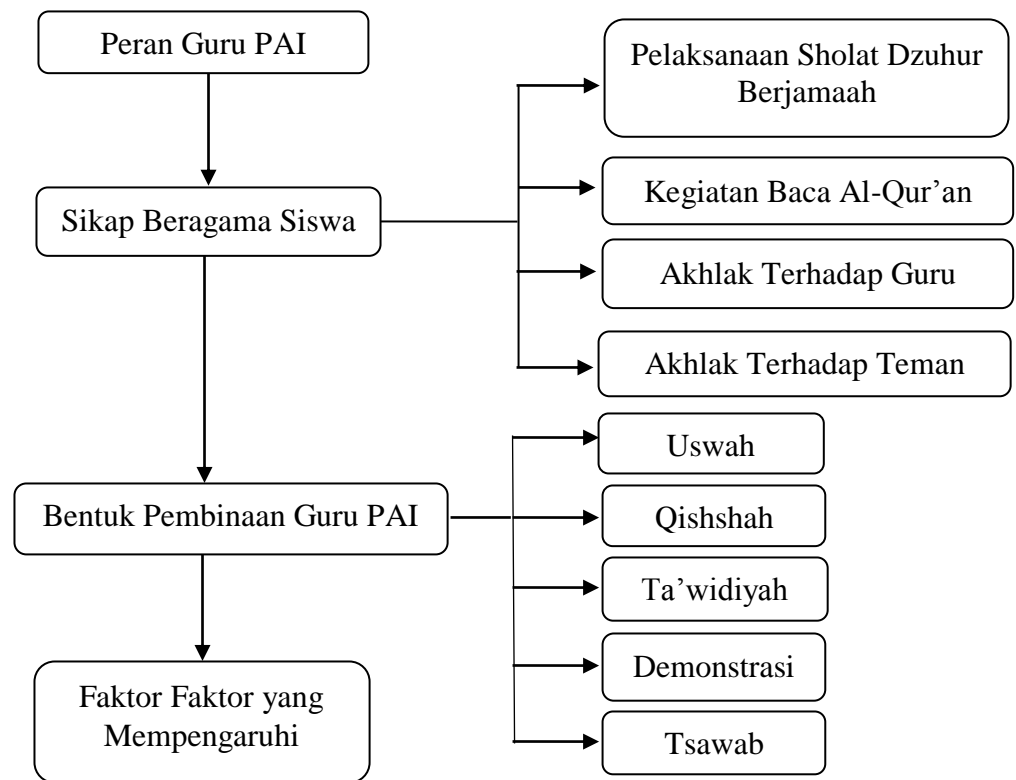 Peran Guru PAI
Pelaksanaan Sholat Dzuhur
Berjamaah
Kegiatan Baca Al-Qur’an
Sikap Beragama Siswa
Akhlak Terhadap Guru
Akhlak Terhadap Teman
Uswah
Bentuk Pembinaan Guru PAI
Qishshah
Ta’widiyah
Demonstrasi
Faktor Faktor yang
Mempengaruhi
Tsawab